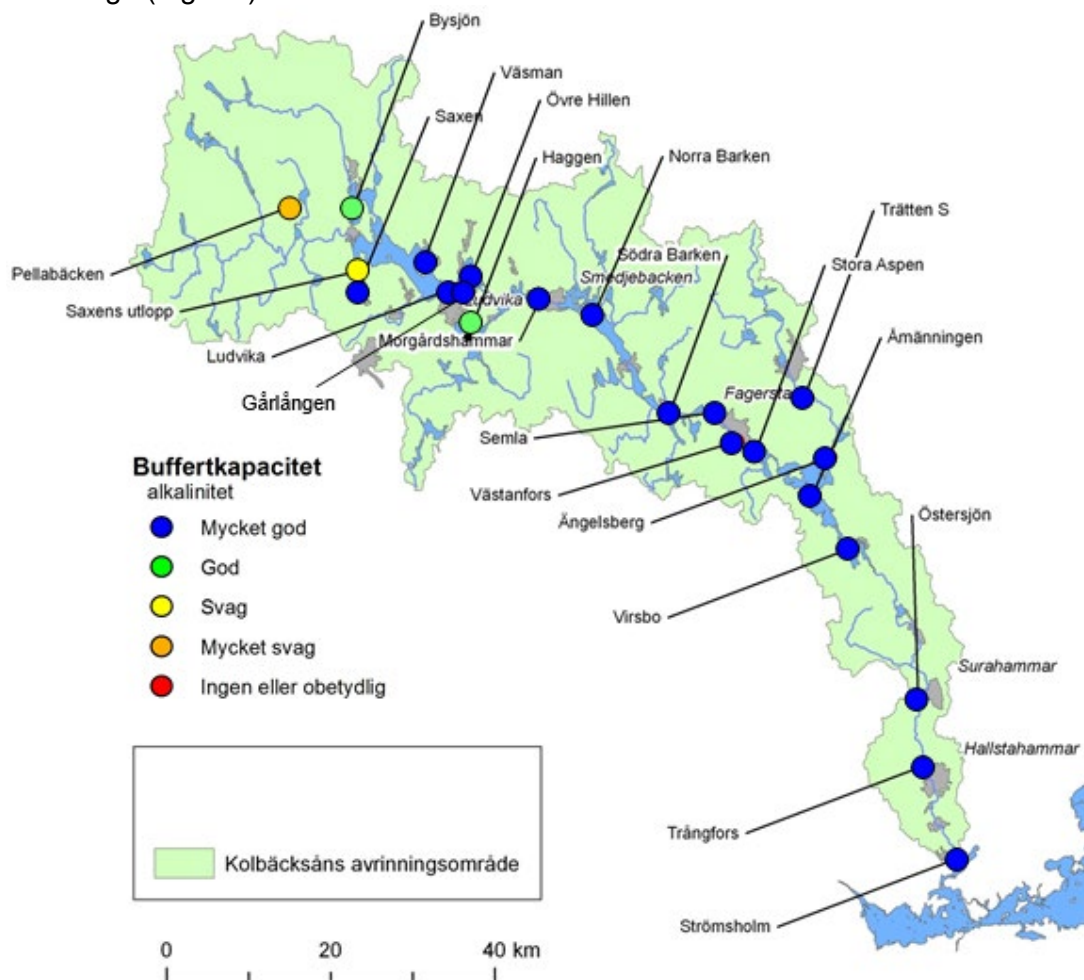 Bysjön
Väsman
Övre Hillen
Saxen
Haggen
Norra Barken
Trätten S
Södra Barken
Smedjebacken
Stora Aspen
Pellabäcken
Saxens utlopp
Ludvika
Åmänningen
Ludvika
Morgårdshammar
Gårlången
Fagersta
Semla
Västanfors
Ängelsberg
Östersjön
Buffertkapacitet
alkalinitet
Mycket god
God
Svag
Mycket svag
Ingen eller obetydlig
Virsbo
Surahammar
Hallstahammar
Trångfors
Kolbäcksåns avrinningsområde
Strömsholm
0 20 40 km